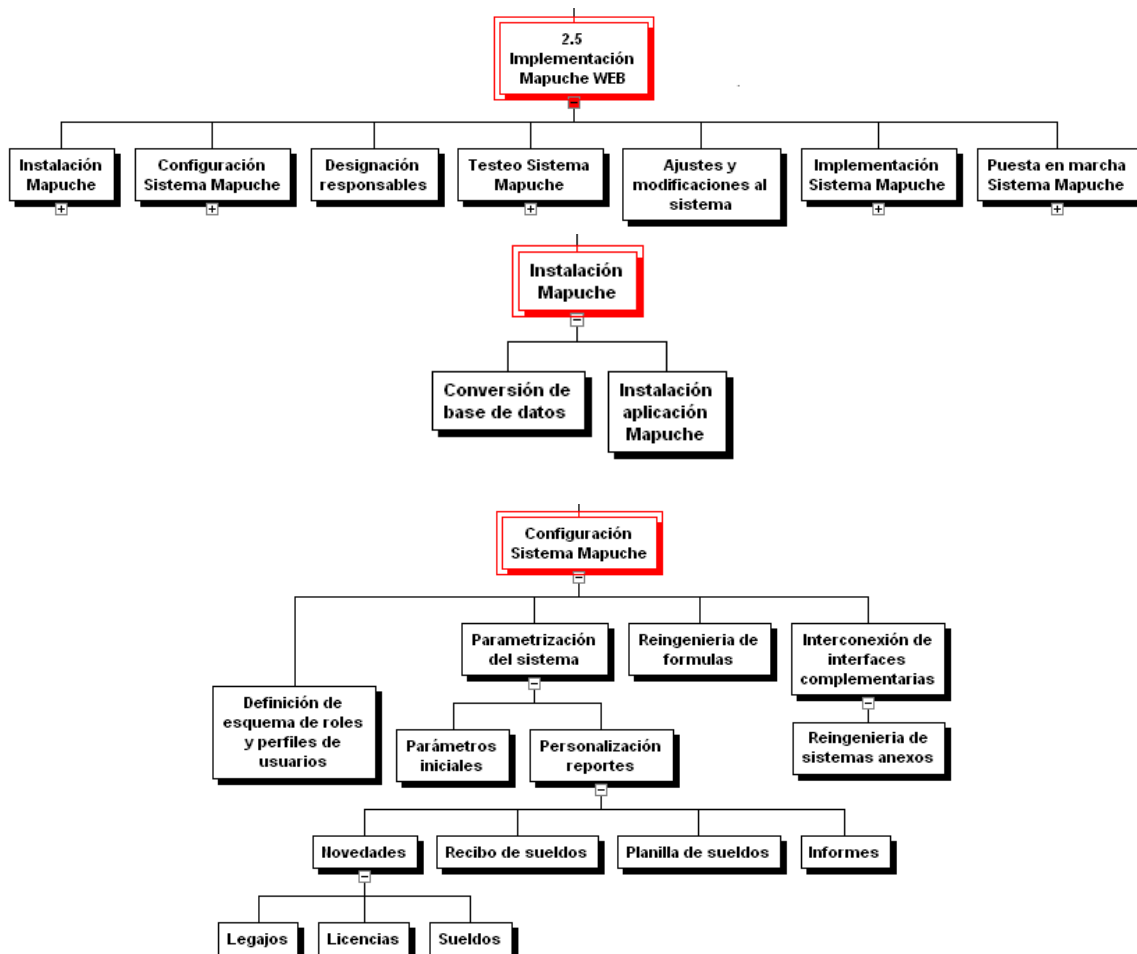 2.5
Implementación
Mapuche WEB
Instalación
Mapuche
Configuración
Sistema Mapuche
Designación
responsables
Testeo Sistema
Mapuche
Ajustes y
modificaciones al
sistema
Implementación
Sistema Mapuche
Puesta en marcha
Sistema Mapuche
Instalación
Mapuche
Conversión de
base de datos
Instalación
aplicación
Mapuche
Configuración
Sistema Mapuche
Definición de
esquema de roles
y perfiles de
usuarios
Parametrización
del sistema
Reingenieria de
formulas
Interconexión de
interfaces
complementarias
Parámetros
iniciales
Personalización
reportes
Reingenieria de
sistemas anexos
Novedades
Recibo de sueldos
Planilla de sueldos
Informes
Legajos
Licencias
Sueldos